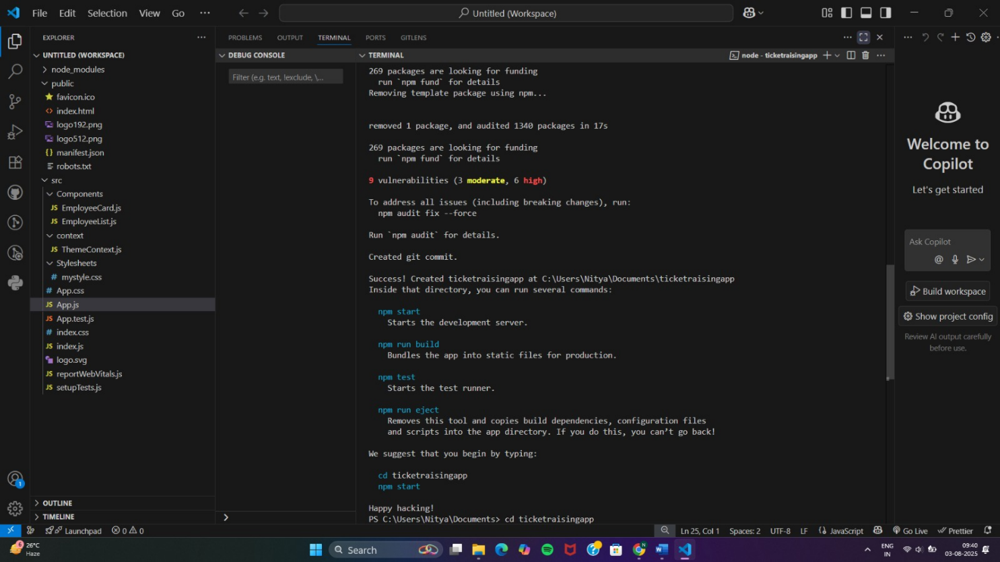 File Edit Selection View Go ...
Untitled (Workspace)
EXPLORER
UNTITLED (WORKSPACE)
node_modules
public
favicon.ico
index.html
logo192.png
logo512.png
manifest.json
robots.txt
src
Components
EmployeeCard.js
EmployeeList.js
context
ThemeContext.js
Stylesheets
mystyle.css
App.css
App.js
App.test.js
index.css
index.js
logo.svg
reportWebVitals.js
setupTests.js
OUTLINE
TIMELINE
PROBLEMS OUTPUT TERMINAL PORTS GITLENS
DEBUG CONSOLE
Filter (e.g. text, !exclude, \...
TERMINAL
node - ticketraisingapp
269 packages are looking for funding
run `npm fund` for details
Removing template package using npm...
removed 1 package, and audited 1340 packages in 17s
269 packages are looking for funding
run `npm fund` for details
9 vulnerabilities (3 moderate, 6 high)
To address all issues (including breaking changes), run:
npm audit fix --force
Run `npm audit` for details.
Created git commit.
Success! Created ticketraisingapp at C:\Users\Nitya\Documents\ticketraisingapp
Inside that directory, you can run several commands:
npm start
Starts the development server.
npm run build
Bundles the app into static files for production.
npm test
Starts the test runner.
npm run eject
Removes this tool and copies build dependencies, configuration files
and scripts into the app directory. If you do this, you can’t go back!
We suggest that you begin by typing:
cd ticketraisingapp
npm start
Happy hacking!
PS C:\Users\Nitya\Documents> cd ticketraisingapp
Welcome to
Copilot
Let's get started
Ask Copilot
Build workspace
Show project config
Review AI output carefully
before use.
1
Launchpad 0 0
Ln 25, Col 1 Spaces: 2 UTF-8 LF JavaScript Go Live Prettier
6
26°C
Haze
Search
ENG
IN
09:40
03-08-2025